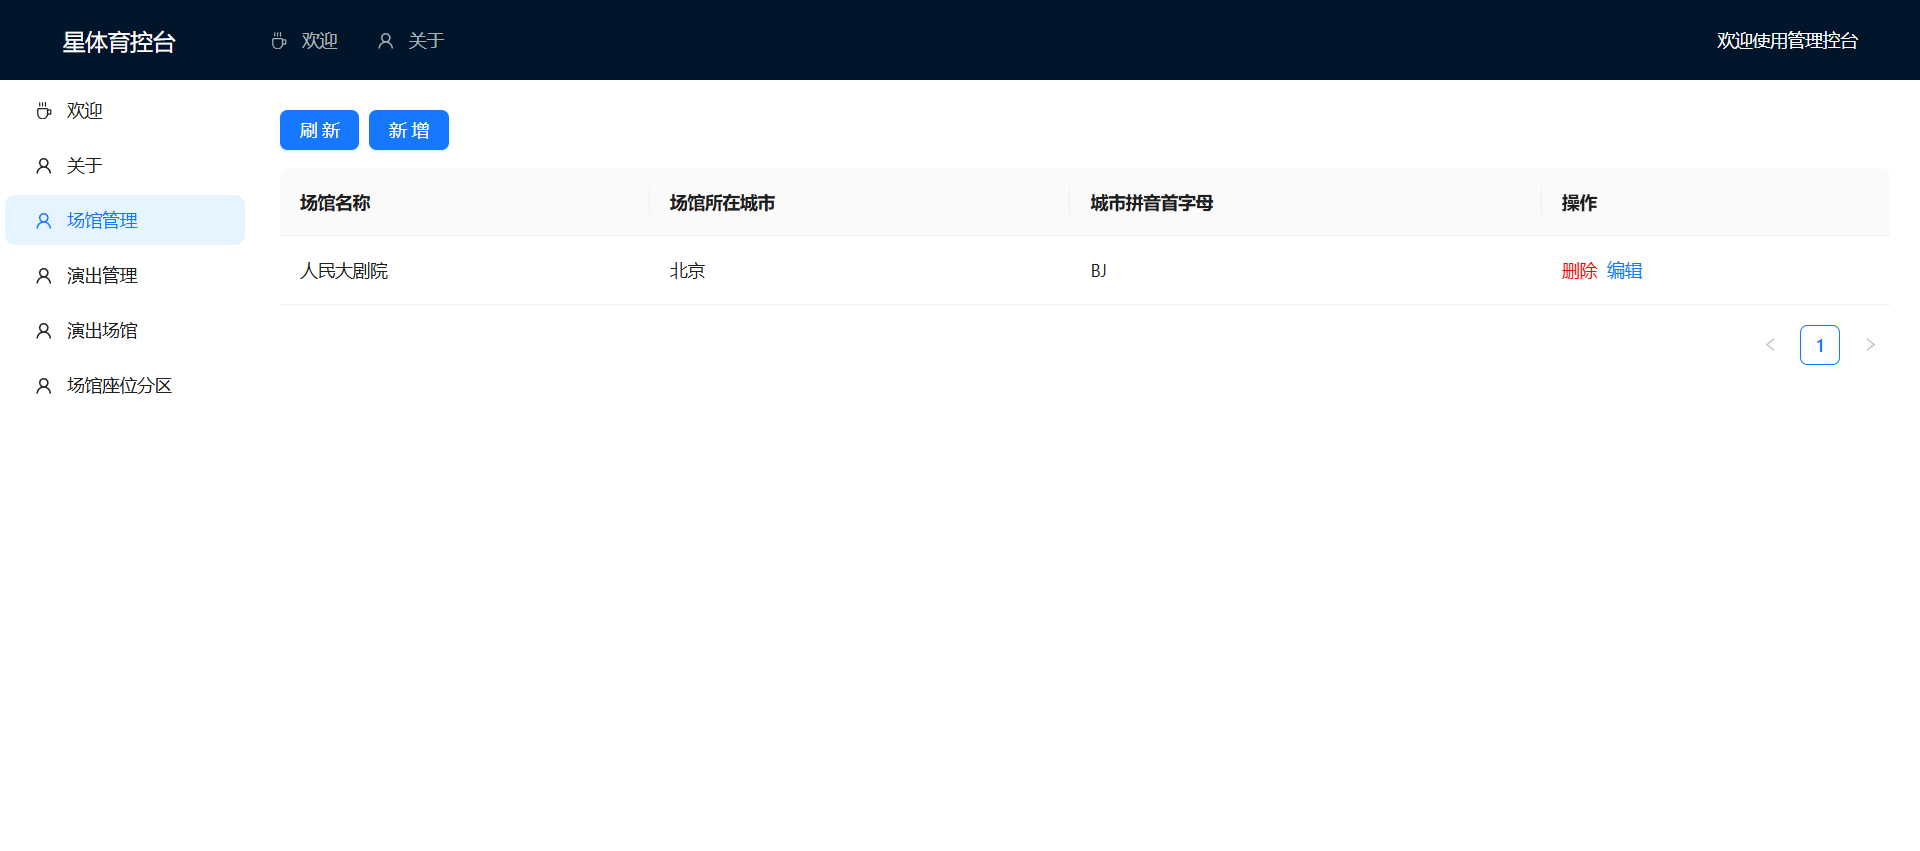 星体育控台
欢迎 关于
欢迎使用管理控台
欢迎
关于
场馆管理
演出管理
演出场馆
场馆座位分区
刷 新 新 增
场馆名称 场馆所在城市 城市拼音首字母 操作
人民大剧院 北京 BJ 删除 编辑
< 1 >